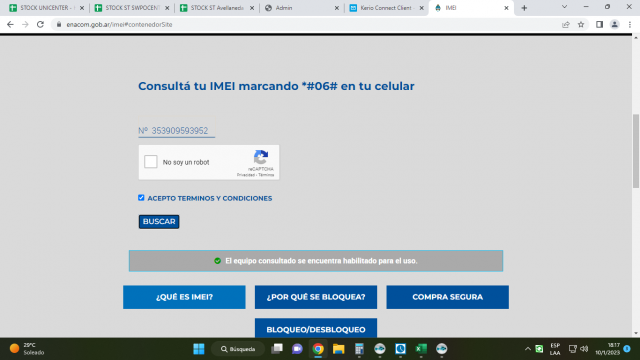 STOCK UNICENTER -
STOCK ST SWPOCENT
STOCK ST Avellaneda
Admin
Kerio Connect Client
IMEI
enacom.gob.ar/imei#contenedorSite
Consultá tu IMEI marcando *#06# en tu celular
Nº 353909593952
No soy un robot
reCAPTCHA
Privacidad - Términos
ACEPTO TERMINOS Y CONDICIONES
BUSCAR
El equipo consultado se encuentra habilitado para el uso.
¿QUÉ ES IMEI?
¿POR QUÉ SE BLOQUEA?
COMPRA SEGURA
BLOQUEO/DESBLOQUEO
29°C
Soleado
Búsqueda
ESP
LAA
18:17
10/1/2023